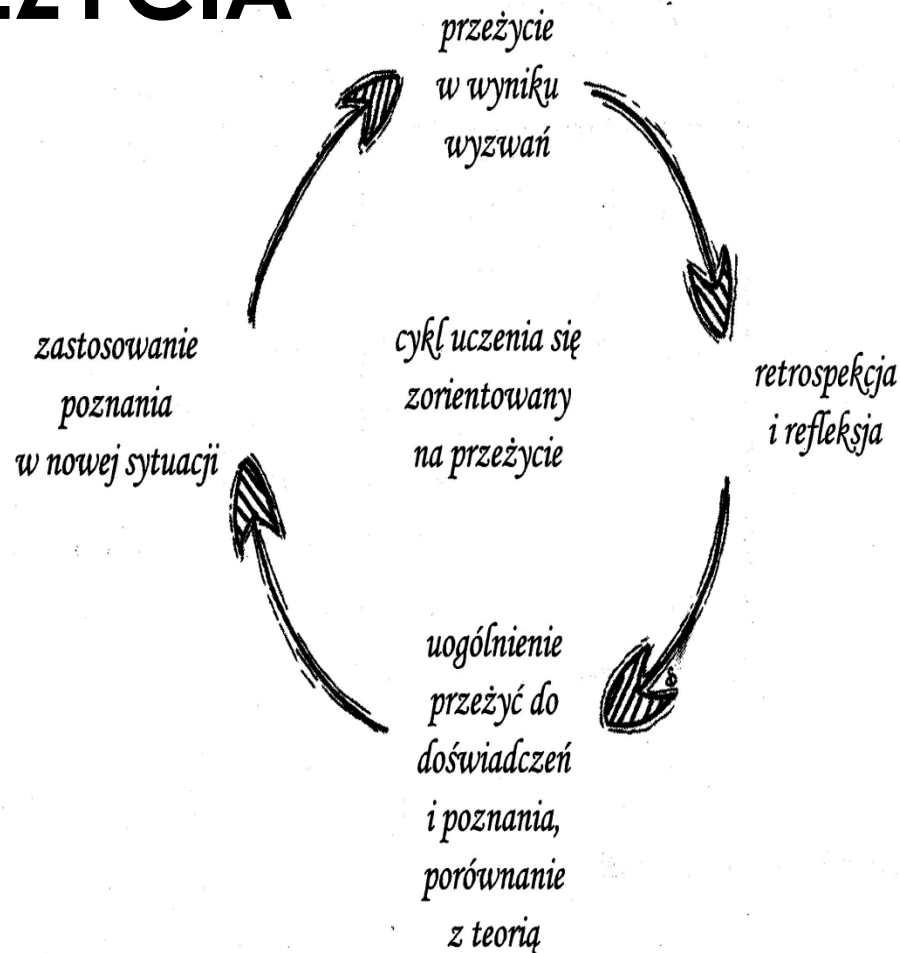 przeżycie
w wyniku
wyzwań
cykl uczenia się
zorientowany
na przeżycie
retrospekcja
i refleksja
uogólnienie
przeżyć do
doświadczeń
i poznania,
porównanie
z teorią
zastosowanie
poznania
w nowej sytuacji